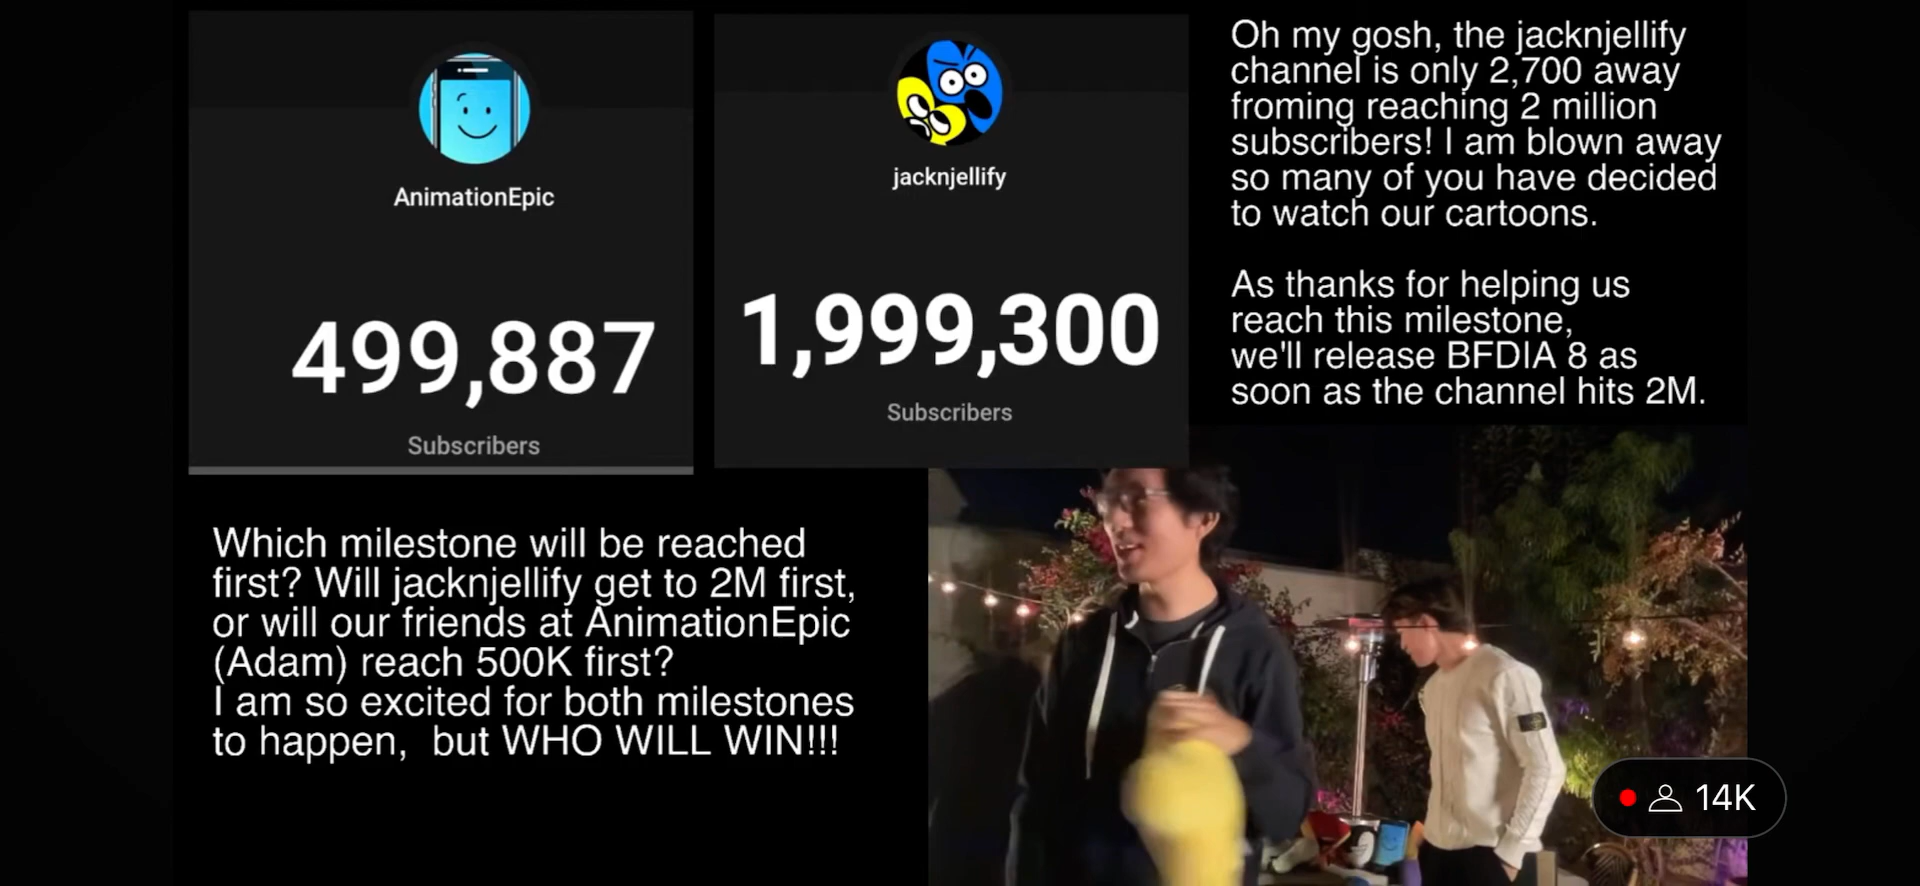 AnimationEpic
499,887
Subscribers
jacknjellify
1,999,300
Subscribers
Oh my gosh, the jacknjellify
channel is only 2,700 away
froming reaching 2 million
subscribers! I am blown away
so many of you have decided
to watch our cartoons.
As thanks for helping us
reach this milestone,
we'll release BFDIA 8 as
soon as the channel hits 2M.
Which milestone will be reached
first? Will jacknjellify get to 2M first,
or will our friends at AnimationEpic
(Adam) reach 500K first?
I am so excited for both milestones
to happen,  but WHO WILL WIN!!!
14K